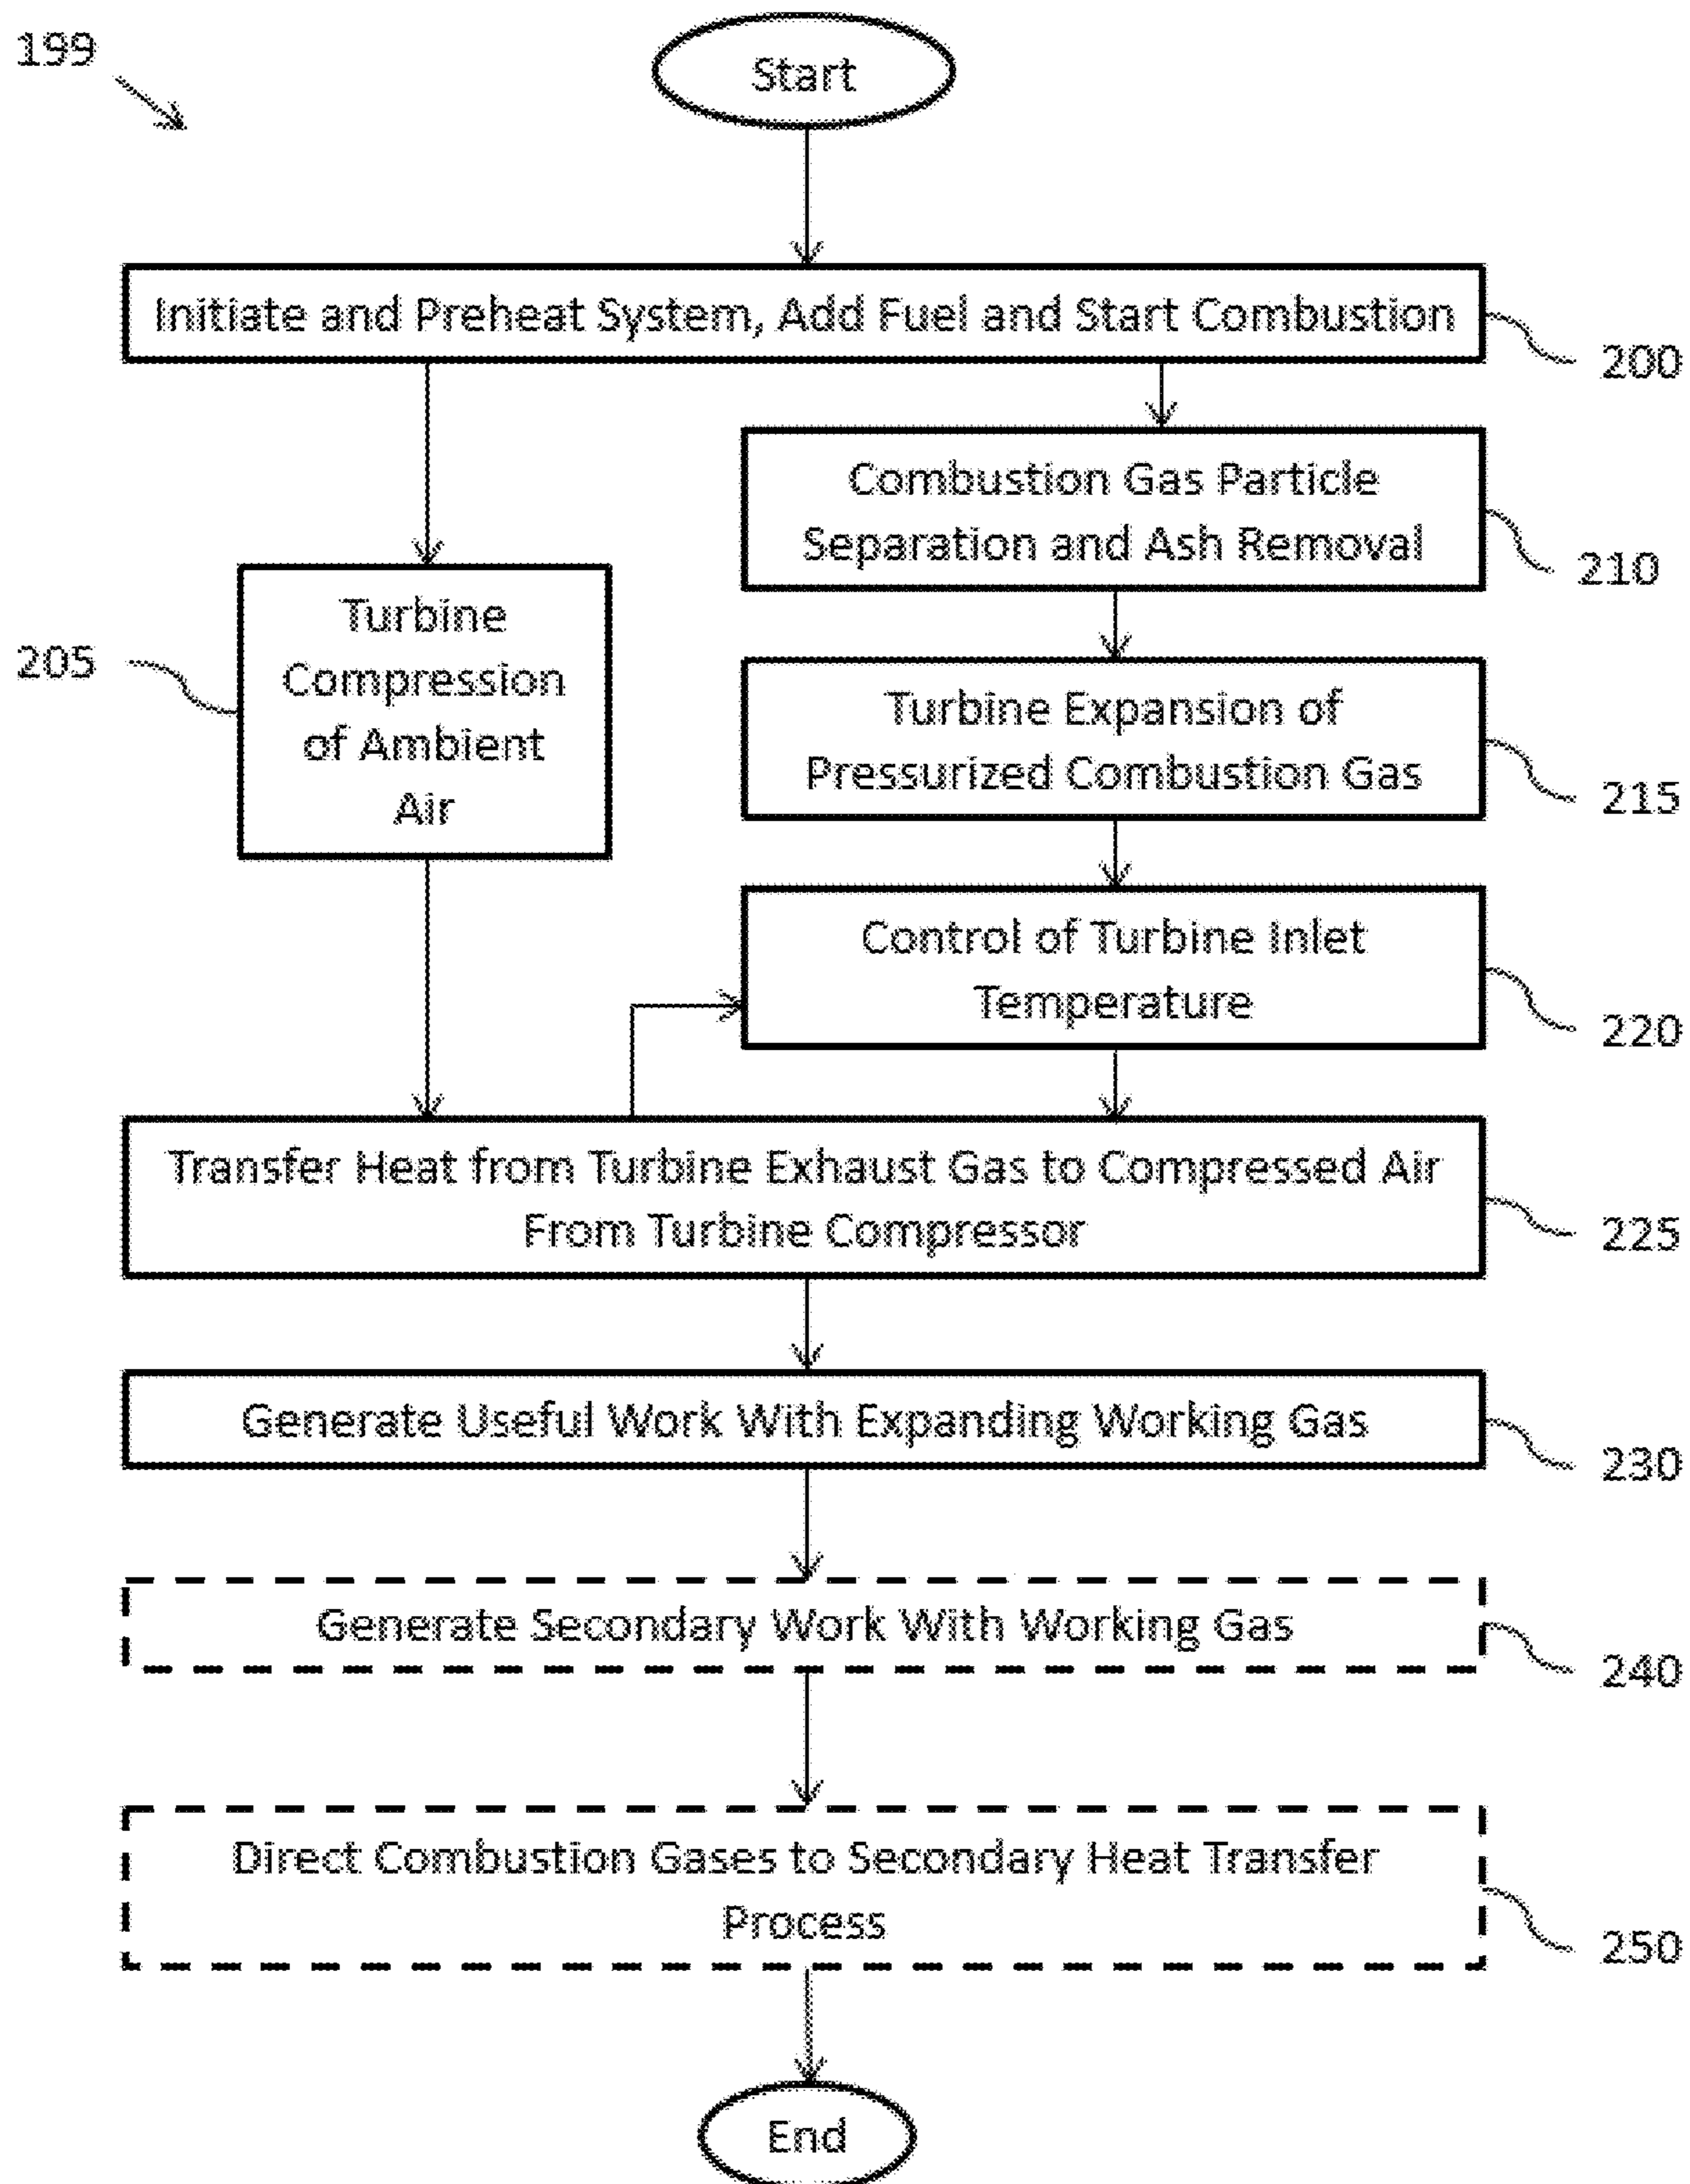 199
Start
Initiate and Preheat System, Add Fuel and Start Combustion
200
Combustion Gas Particle
Separation and Ash Removal
210
Turbine
Compression
of Ambient
Air
205
Turbine Expansion of
Pressurized Combustion Gas
215
Control of Turbine Inlet
Temperature
220
Transfer Heat from Turbine Exhaust Gas to Compressed Air
From Turbine Compressor
225
Generate Useful Work With Expanding Working Gas
230
Generate Secondary Work With Working Gas
240
Direct Combustion Gases to Secondary Heat Transfer
Process
250
End